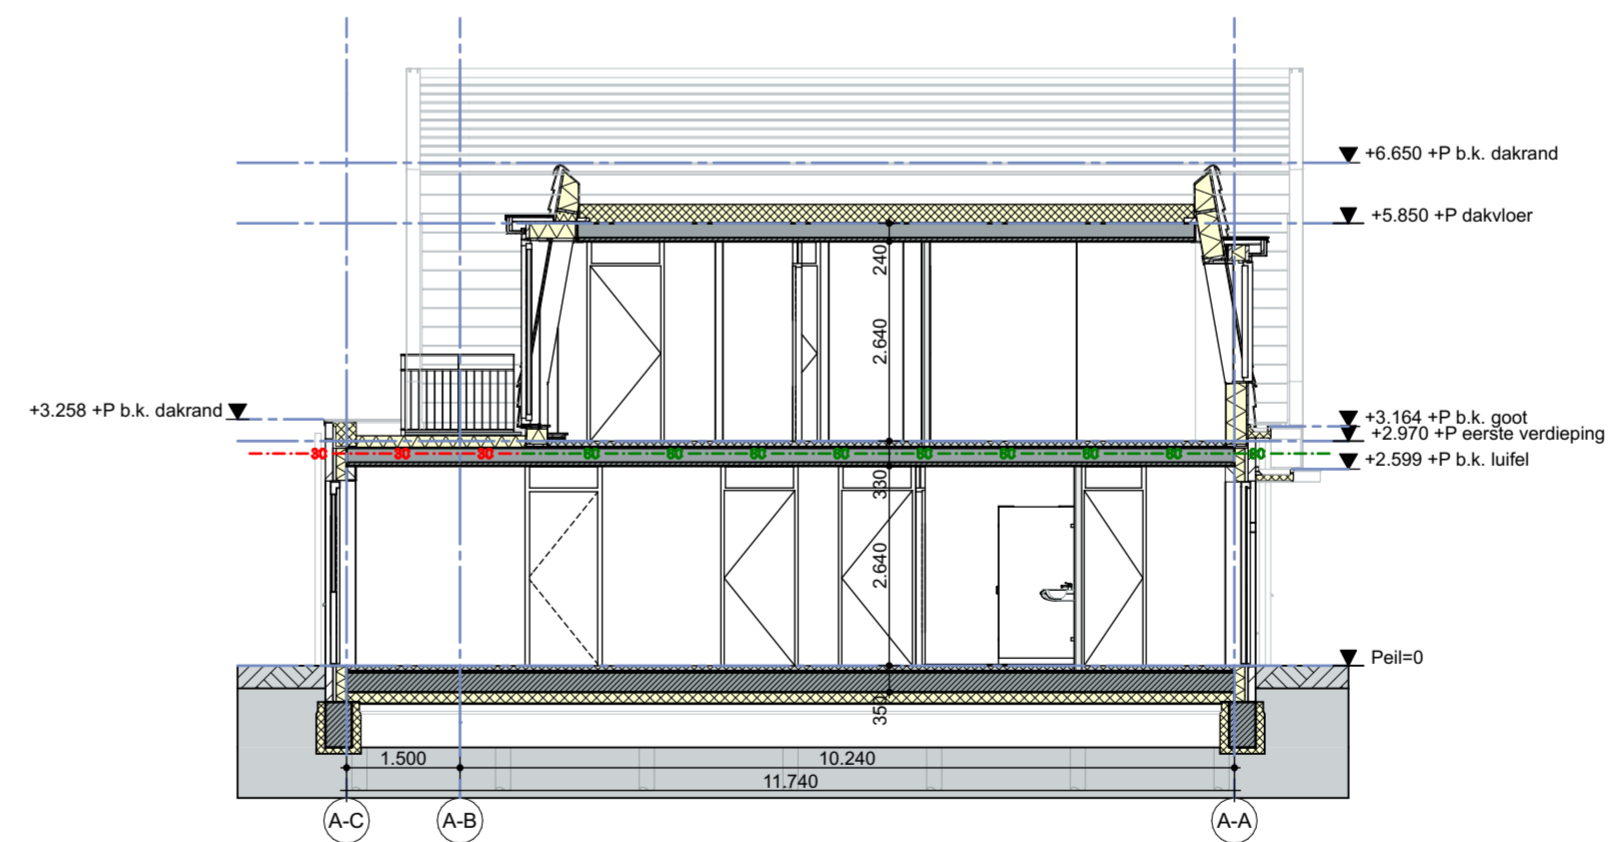 +6.650 +P b.k. dakrand
+5.850 +P dakvloer
240
2.640
+3.258 +P b.k. dakrand
+3.164 +P b.k. goot
+2.970 +P eerste verdieping
30 30 30 60 60 60 60 60 60 60 60 60
+2.599 +P b.k. luifel
330
2.640
Peil=0
350
1.500 10.240
11.740
A-C A-B A-A